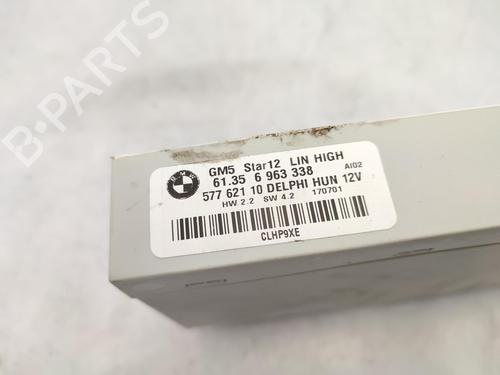 B-PARTS
BMW
GM5 Star12 LIN HIGH
61.35 6 963 338 AI02
577 621 10 DELPHI HUN 12V
HW 2.2 SW 4.2 170701
CLHP9XE